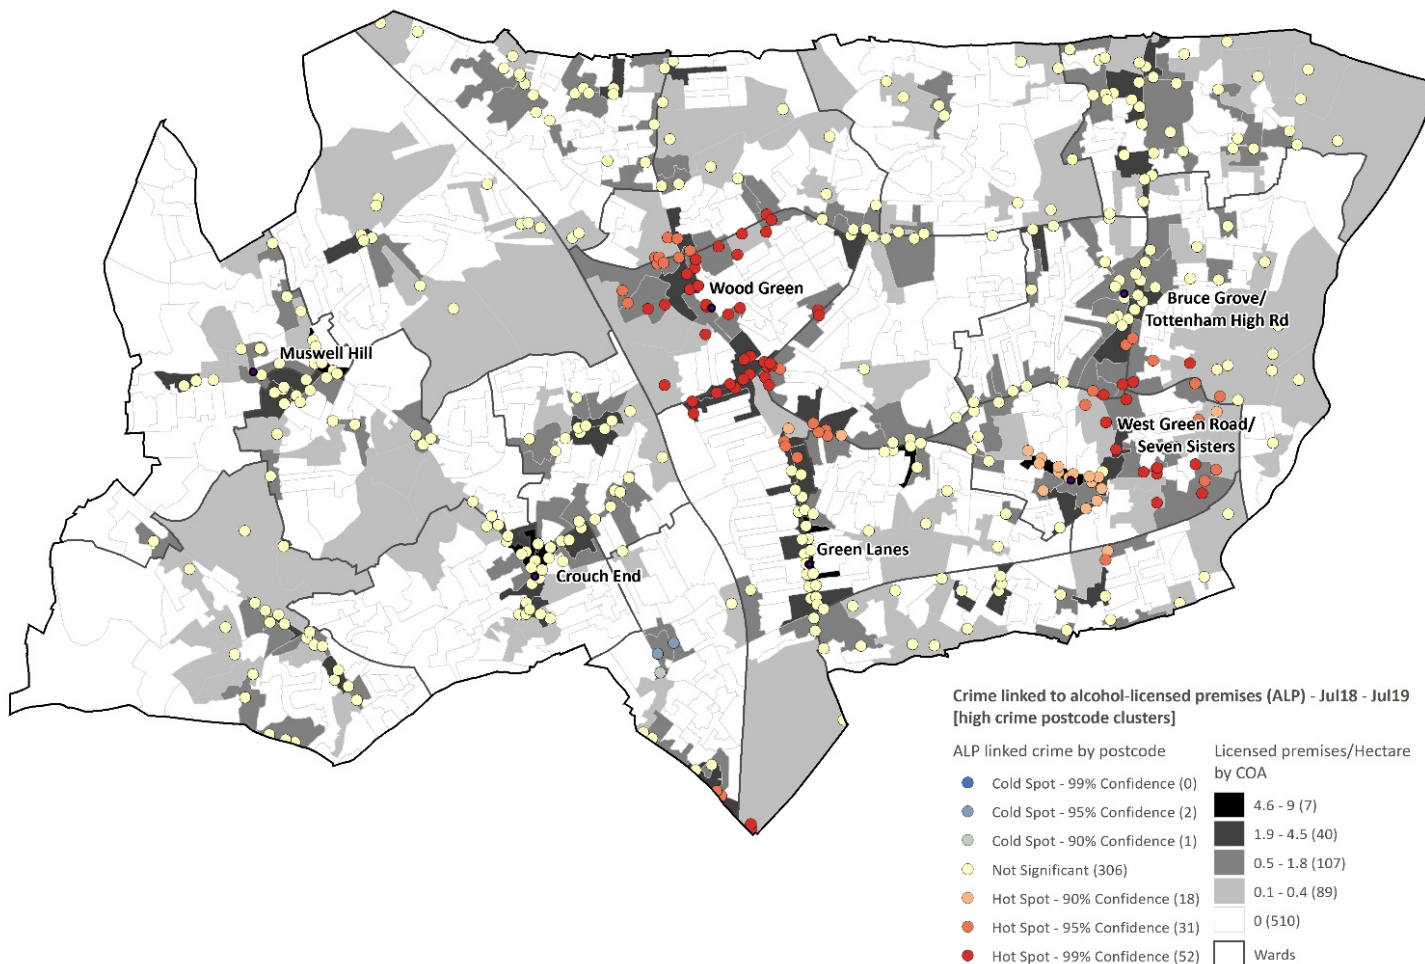 Wood Green
Bruce Grove/
Tottenham High Rd
Muswell Hill
West Green Road/
Seven Sisters
Green Lanes
Crouch End
Crime linked to alcohol-licensed premises (ALP) - Jul18 - Jul19
[high crime postcode clusters]
ALP linked crime by postcode
Cold Spot - 99% Confidence (0)
Cold Spot - 95% Confidence (2)
Cold Spot - 90% Confidence (1)
Not Significant (306)
Hot Spot - 90% Confidence (18)
Hot Spot - 95% Confidence (31)
Hot Spot - 99% Confidence (52)
Licensed premises/Hectare
by COA
4.6 - 9 (7)
1.9 - 4.5 (40)
0.5 - 1.8 (107)
0.1 - 0.4 (89)
0 (510)
Wards